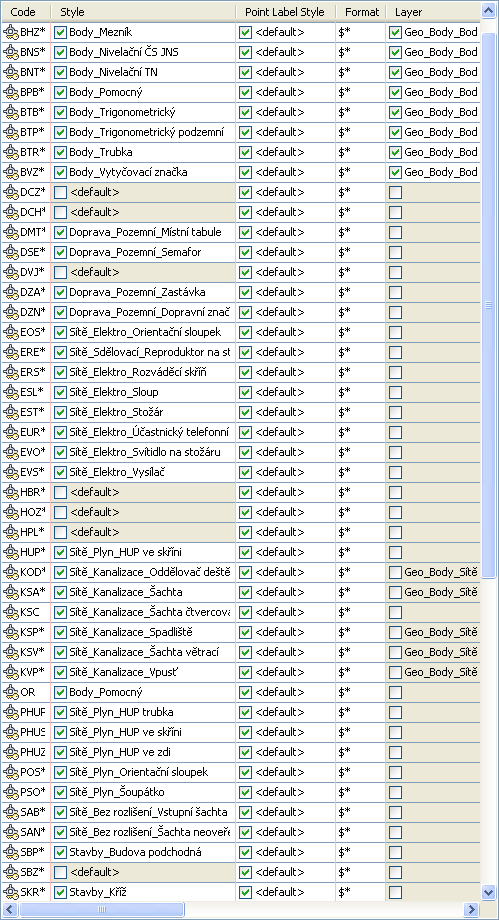 Code Style Point Label Style Format Layer
BHZ* Body_Mezník <default> $* Geo_Body_Bod
BNS* Body_Nivelační ČS JNS <default> $* Geo_Body_Bod
BNT* Body_Nivelační TN <default> $* Geo_Body_Bod
BPB* Body_Pomocný <default> $* Geo_Body_Bod
BTB* Body_Trigonometrický <default> $* Geo_Body_Bod
BTP* Body_Trigonometrický podzemní <default> $* Geo_Body_Bod
BTR* Body_Trubka <default> $* Geo_Body_Bod
BVZ* Body_Vytyčovací značka <default> $* Geo_Body_Bod
DCZ* <default> <default> $*
DCH* <default> <default> $*
DMT* Doprava_Pozemní_Místní tabule <default> $*
DSE* Doprava_Pozemní_Semafor <default> $*
DVJ* <default> <default> $*
DZA* Doprava_Pozemní_Zastávka <default> $*
DZN* Doprava_Pozemní_Dopravní znač <default> $*
EOS* Sítě_Elektro_Orientační sloupek <default> $*
ERE* Sítě_Sdělovací_Reproduktor na st <default> $*
ERS* Sítě_Elektro_Rozváděcí skříň <default> $*
ESL* Sítě_Elektro_Sloup <default> $*
EST* Sítě_Elektro_Stožár <default> $*
EUR* Sítě_Elektro_Účastnický telefonní <default> $*
EVO* Sítě_Elektro_Svítidlo na stožáru <default> $*
EVS* Sítě_Elektro_Vysílač <default> $*
HBR* <default> <default> $*
HOZ* <default> <default> $*
HPL* <default> <default> $*
HUP* Sítě_Plyn_HUP ve skříni <default> $*
KOD* Sítě_Kanalizace_Oddělovač deště <default> $* Geo_Body_Sítě
KSA* Sítě_Kanalizace_Šachta <default> $* Geo_Body_Sítě
KSC Sítě_Kanalizace_Šachta čtvercova <default> $*
KSP* Sítě_Kanalizace_Spadliště <default> $* Geo_Body_Sítě
KSV* Sítě_Kanalizace_Šachta větrací <default> $* Geo_Body_Sítě
KVP* Sítě_Kanalizace_Vpusť <default> $* Geo_Body_Sítě
OR Body_Pomocný <default> $*
PHUF Sítě_Plyn_HUP trubka <default> $*
PHUS Sítě_Plyn_HUP ve skříni <default> $*
PHUZ Sítě_Plyn_HUP ve zdi <default> $*
POS* Sítě_Plyn_Orientační sloupek <default> $*
PSO* Sítě_Plyn_Šoupátko <default> $*
SAB* Sítě_Bez rozlišení_Vstupní šachta <default> $*
SAN* Sítě_Bez rozlišení_Šachta neověře <default> $*
SBP* Stavby_Budova podchodná <default> $*
SBZ* <default> <default> $*
SKR* Stavby_Kříž <default> $*